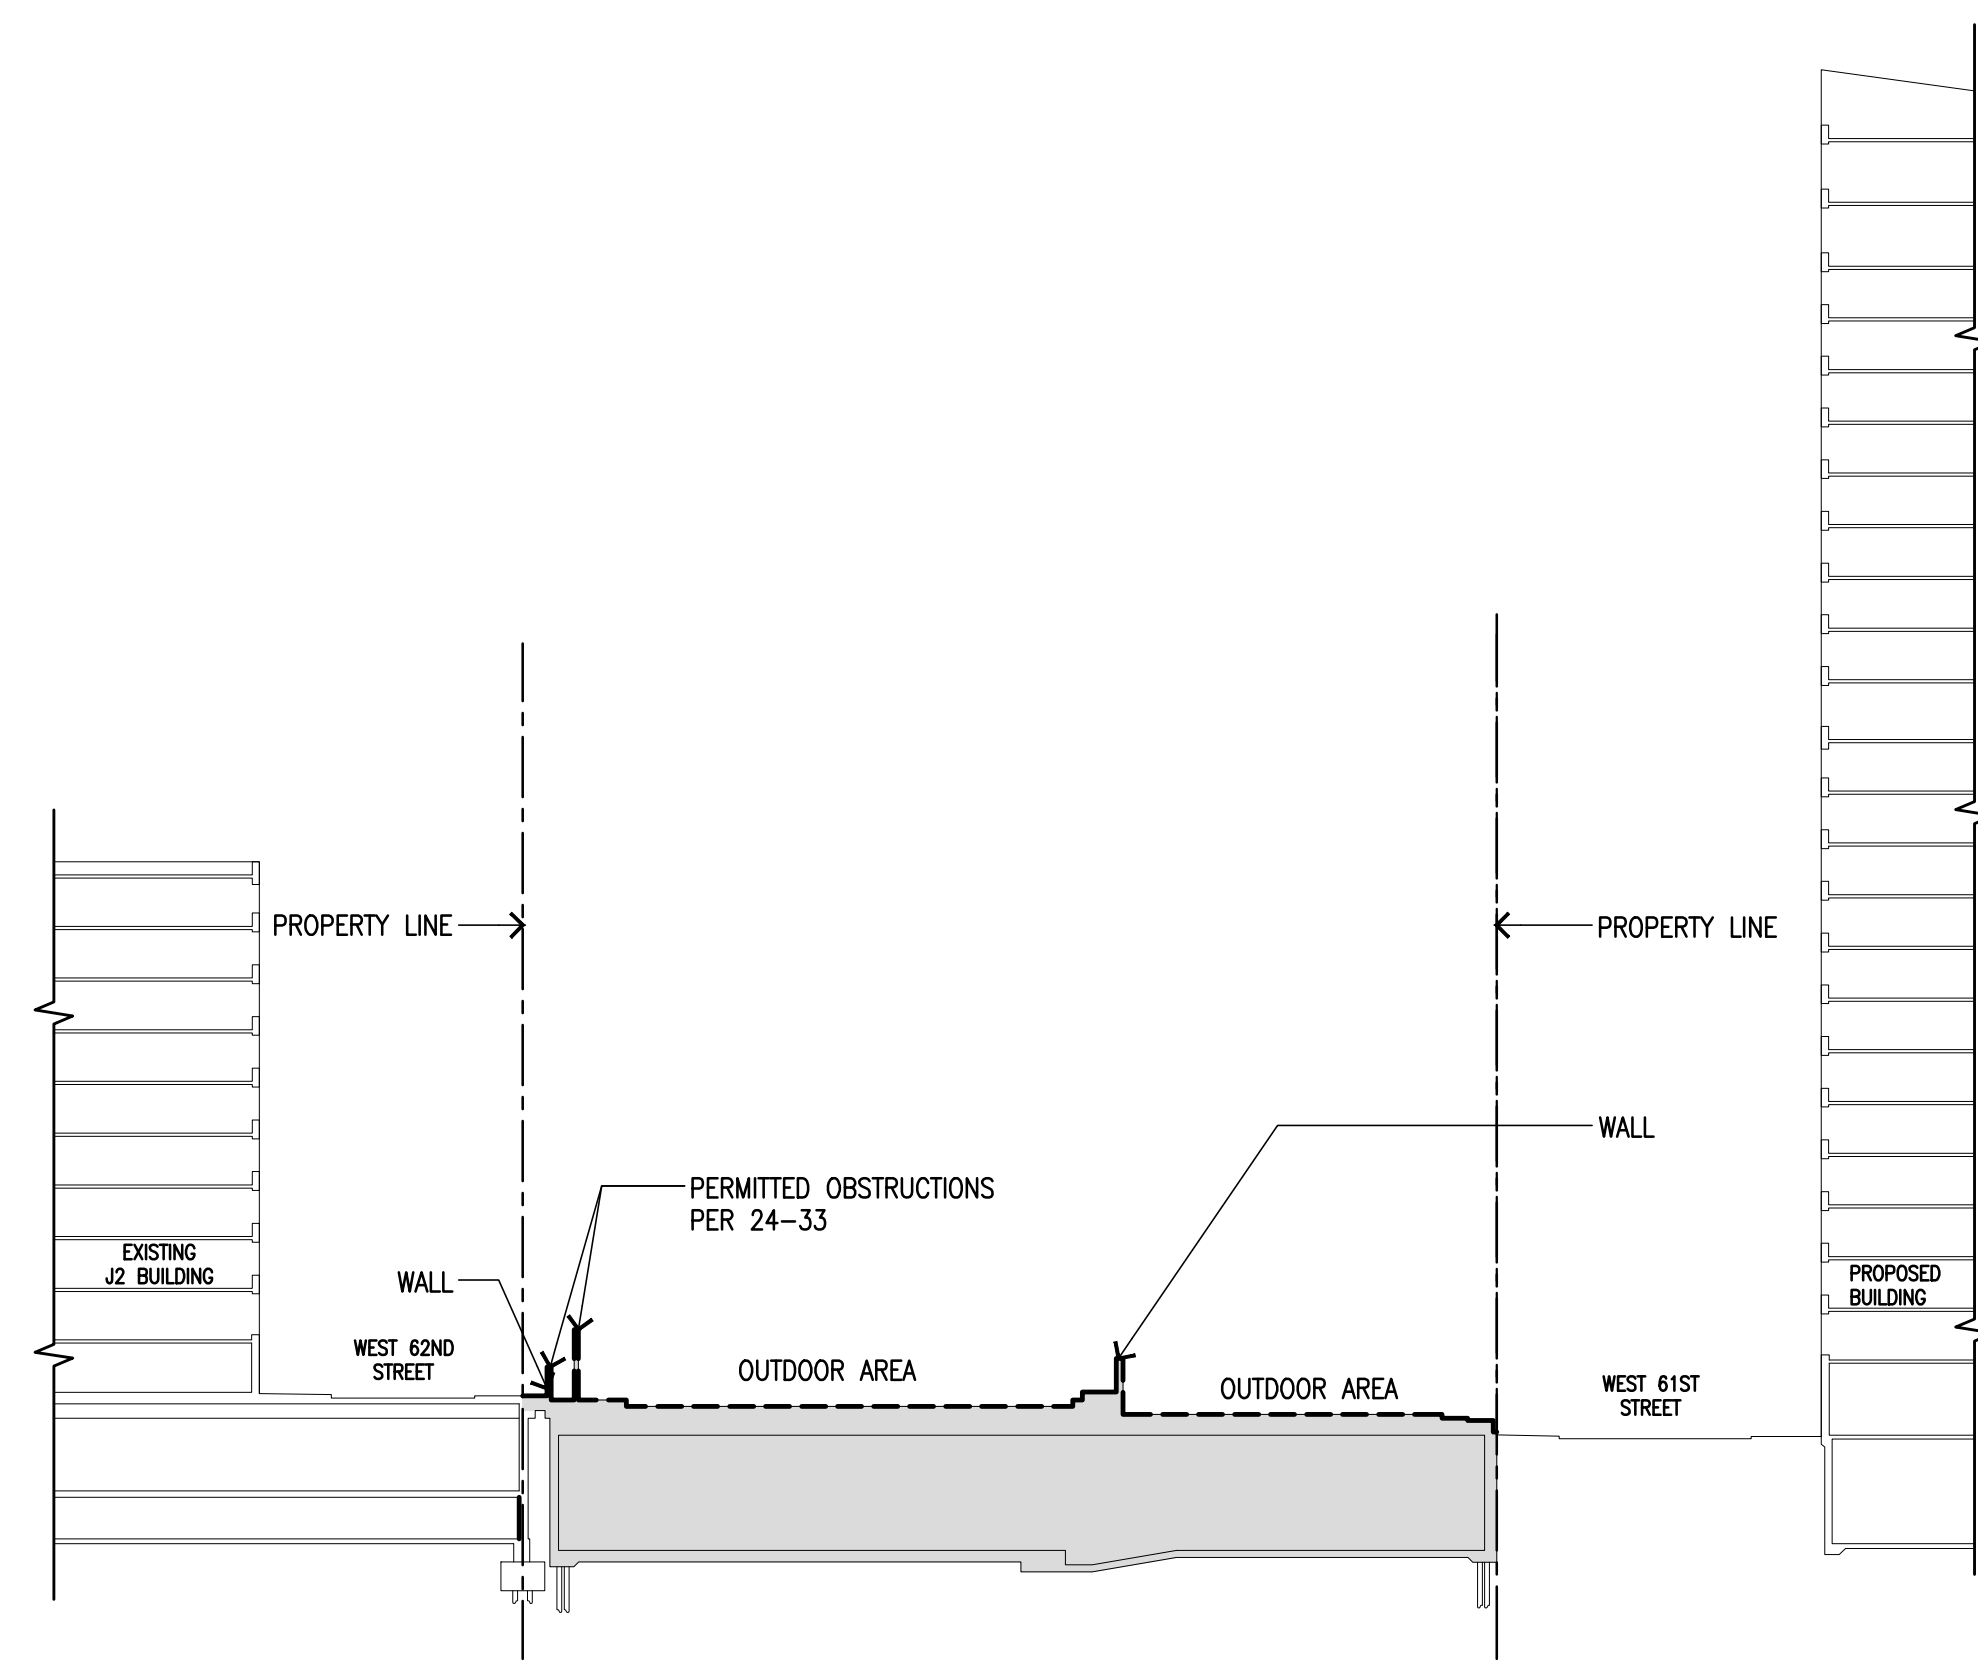 PROPERTY LINE
PROPERTY LINE
WALL
PERMITTED OBSTRUCTIONS
PER 24-33
EXISTING
J2 BUILDING
WALL
PROPOSED
BUILDING
WEST 62ND
STREET
OUTDOOR AREA
OUTDOOR AREA
WEST 61ST
STREET